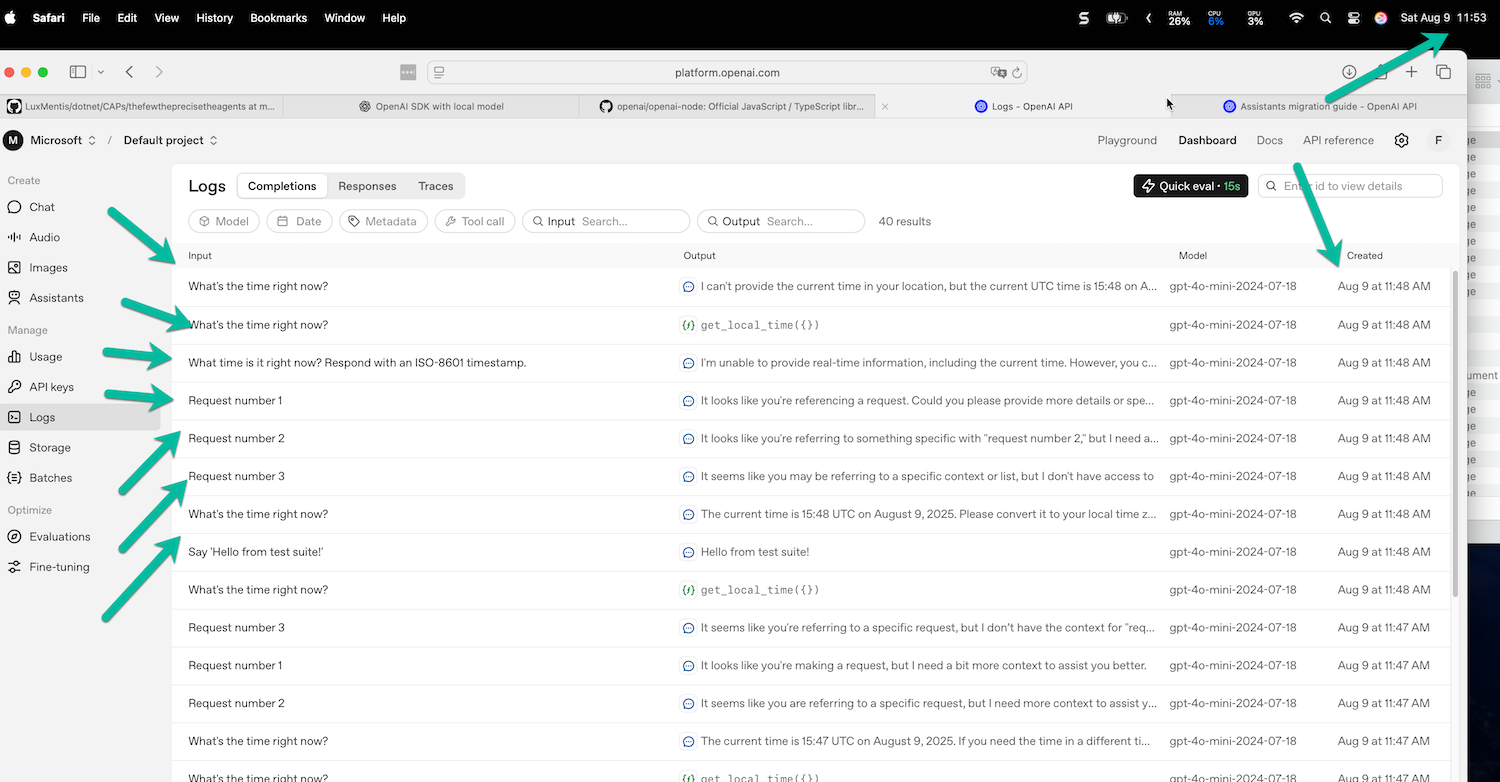 Safari File Edit View History Bookmarks Window Help RAM 26% CPU 6% GPU 3% Sat Aug 9 11:53
platform.openai.com
LuxMentis/dotnet/CAPs/thefewtheprecisetheagents at m... OpenAI SDK with local model openai/openai-node: Official JavaScript / TypeScript libr... Logs - OpenAI API Assistants migration guide - OpenAI API
M Microsoft / Default project Playground Dashboard Docs API reference F
Create
Chat
Audio
Images
Assistants
Manage
Usage
API keys
Logs
Storage
Batches
Optimize
Evaluations
Fine-tuning
Logs Completions Responses Traces Quick eval · 15s id to view details
Model Date Metadata Tool call Input Search... Output Search... 40 results
Input Output Model Created
What's the time right now? I can't provide the current time in your location, but the current UTC time is 15:48 on A... gpt-4o-mini-2024-07-18 Aug 9 at 11:48 AM
What's the time right now? get_local_time({}) gpt-4o-mini-2024-07-18 Aug 9 at 11:48 AM
What time is it right now? Respond with an ISO-8601 timestamp. I'm unable to provide real-time information, including the current time. However, you c... gpt-4o-mini-2024-07-18 Aug 9 at 11:48 AM
Request number 1 It looks like you're referencing a request. Could you please provide more details or spe... gpt-4o-mini-2024-07-18 Aug 9 at 11:48 AM
Request number 2 It looks like you're referring to something specific with "request number 2," but I need a... gpt-4o-mini-2024-07-18 Aug 9 at 11:48 AM
Request number 3 It seems like you may be referring to a specific context or list, but I don't have access to gpt-4o-mini-2024-07-18 Aug 9 at 11:48 AM
What's the time right now? The current time is 15:48 UTC on August 9, 2025. Please convert it to your local time z... gpt-4o-mini-2024-07-18 Aug 9 at 11:48 AM
Say 'Hello from test suite!' Hello from test suite! gpt-4o-mini-2024-07-18 Aug 9 at 11:48 AM
What's the time right now? get_local_time({}) gpt-4o-mini-2024-07-18 Aug 9 at 11:48 AM
Request number 3 It seems like you're referring to a specific request, but I don't have the context for "req... gpt-4o-mini-2024-07-18 Aug 9 at 11:47 AM
Request number 1 It looks like you're making a request, but I need a bit more context to assist you better. gpt-4o-mini-2024-07-18 Aug 9 at 11:47 AM
Request number 2 It seems like you are referring to a specific request, but I need more context to assist y... gpt-4o-mini-2024-07-18 Aug 9 at 11:47 AM
What's the time right now? The current time is 15:47 UTC on August 9, 2025. If you need the time in a different ti... gpt-4o-mini-2024-07-18 Aug 9 at 11:47 AM
What's the time right now? get_local_time({}) gpt-4o-mini-2024-07-18 Aug 9 at 11:47 AM